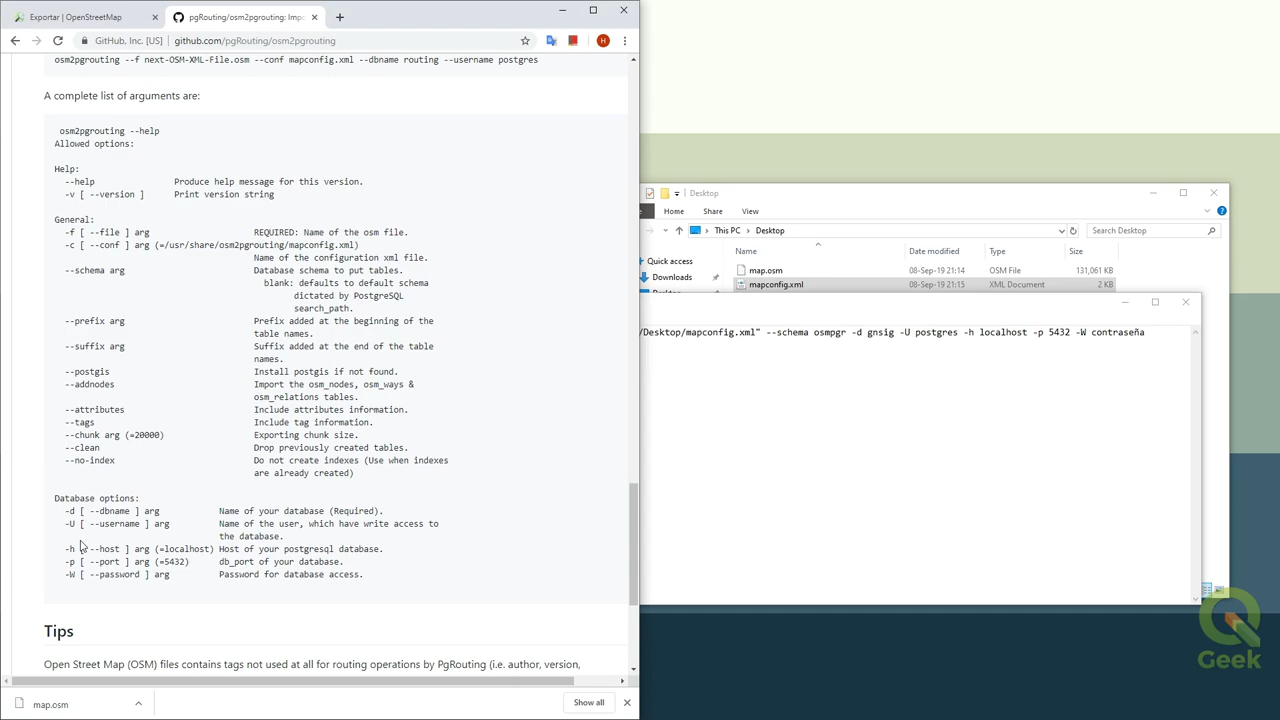 Exportar | OpenStreetMap
pgRouting/osm2pgrouting: Impo
GitHub, Inc. [US]
github.com/pgRouting/osm2pgrouting
H
osm2pgrouting --f next-OSM-XML-File.osm --conf mapconfig.xml --dbname routing --username postgres
A complete list of arguments are:
osm2pgrouting --help
Allowed options:
Help:
--help Produce help message for this version.
-v [ --version ] Print version string
General:
-f [ --file ] arg REQUIRED: Name of the osm file.
-c [ --conf ] arg (=/usr/share/osm2pgrouting/mapconfig.xml)
Name of the configuration xml file.
--schema arg Database schema to put tables.
blank: defaults to default schema
dictated by PostgreSQL
search_path.
--prefix arg Prefix added at the beginning of the
table names.
--suffix arg Suffix added at the end of the table
names.
--postgis Install postgis if not found.
--addnodes Import the osm_nodes, osm_ways &
osm_relations tables.
--attributes Include attributes information.
--tags Include tag information.
--chunk arg (=20000) Exporting chunk size.
--clean Drop previously created tables.
--no-index Do not create indexes (Use when indexes
are already created)
Database options:
-d [ --dbname ] arg Name of your database (Required).
-U [ --username ] arg Name of the user, which have write access to
the database.
-h [ --host ] arg (=localhost) Host of your postgresql database.
-p [ --port ] arg (=5432) db_port of your database.
-W [ --password ] arg Password for database access.
Tips
Open Street Map (OSM) files contains tags not used at all for routing operations by PgRouting (i.e. author, version,
map.osm
Show all
Desktop
Home Share View
This PC Desktop
Search Desktop
Quick access
Downloads
Name Date modified Type Size
map.osm 08-Sep-19 21:14 OSM File 131,061 KB
mapconfig.xml 08-Sep-19 21:15 XML Document 2 KB
/Desktop/mapconfig.xml" --schema osmpgr -d gnsig -U postgres -h localhost -p 5432 -W contraseña
Geek